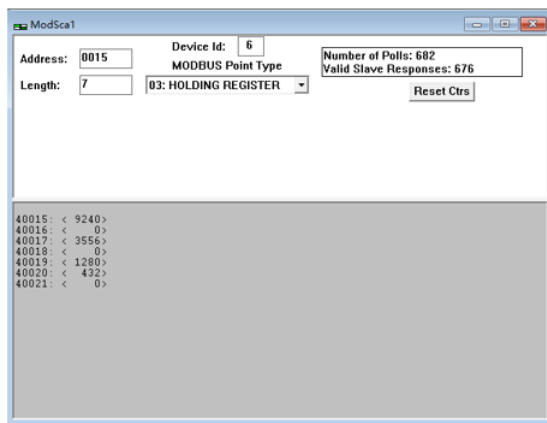 ModSca1
Address: 0015
Device Id: 6
MODBUS Point Type
Length: 7
03: HOLDING REGISTER
Number of Polls: 682
Valid Slave Responses: 676
Reset Ctrs
40015: < 9240>
40016: <    0>
40017: < 3556>
40018: <    0>
40019: < 1280>
40020: <  432>
40021: <    0>